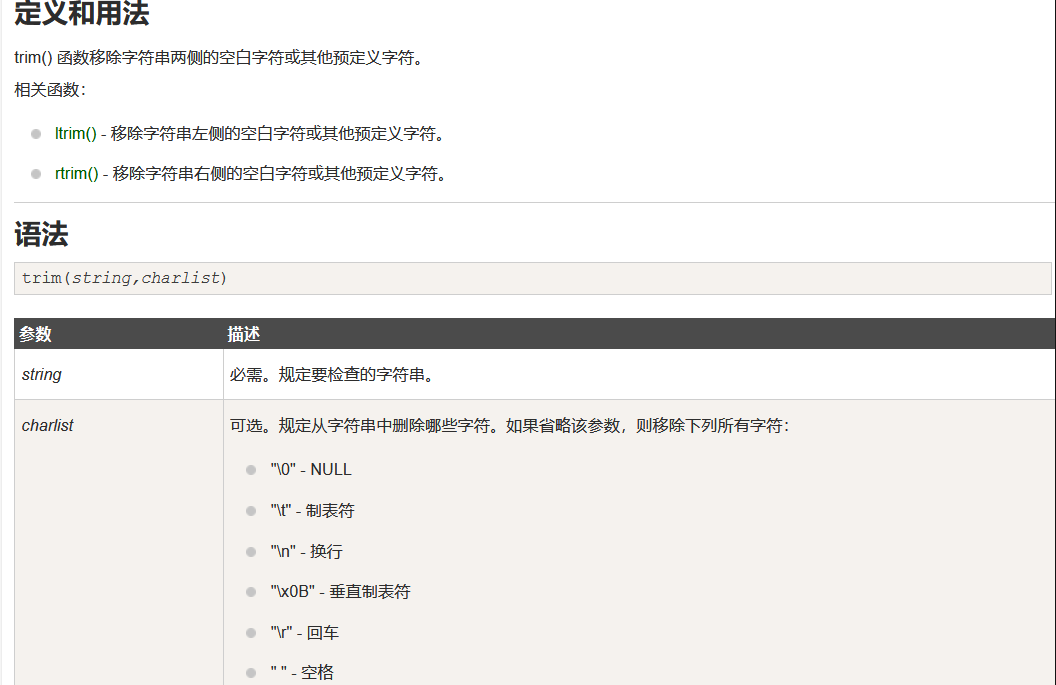 定义和用法
trim() 函数移除字符串两侧的空白字符或其他预定义字符。
相关函数：
ltrim() - 移除字符串左侧的空白字符或其他预定义字符。
rtrim() - 移除字符串右侧的空白字符或其他预定义字符。
语法
trim(string,charlist)
参数 描述
string 必需。规定要检查的字符串。
charlist 可选。规定从字符串中删除哪些字符。如果省略该参数，则移除下列所有字符：
"\0" - NULL
"\t" - 制表符
"\n" - 换行
"\x0B" - 垂直制表符
"\r" - 回车
" " - 空格